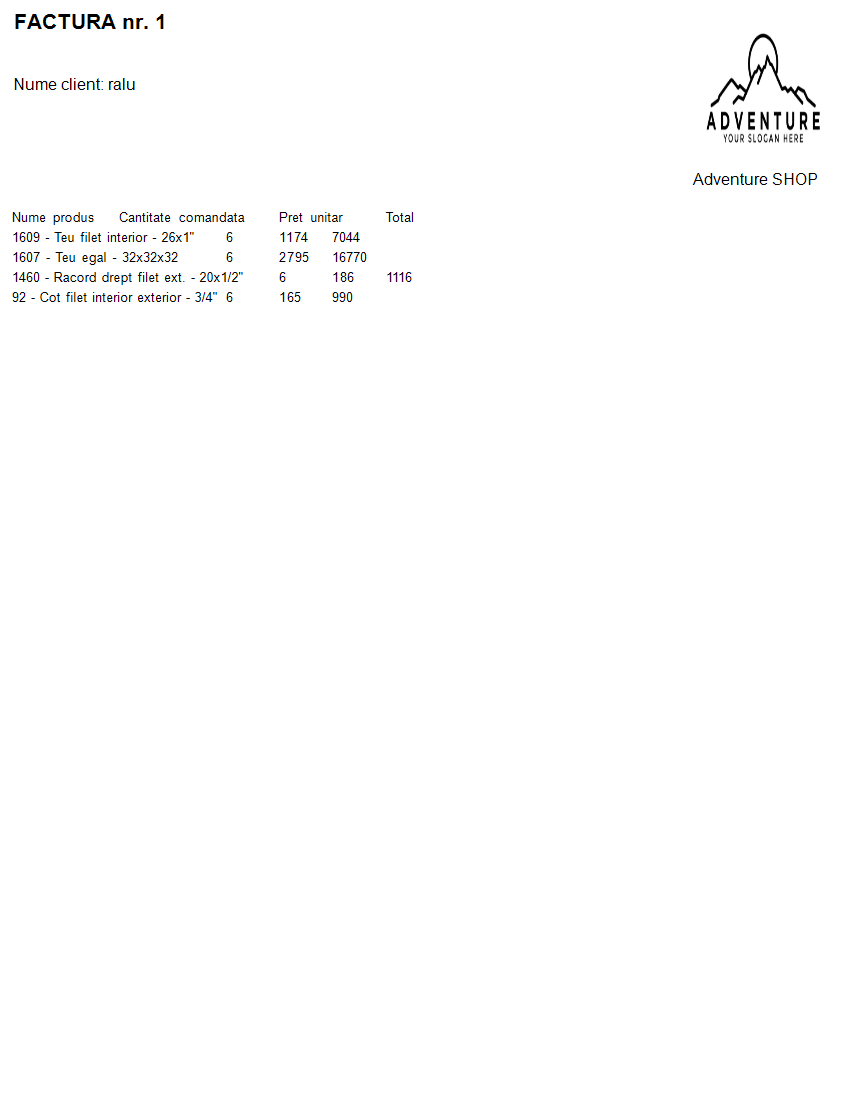 FACTURA nr. 1
Nume client: ralu
ADVENTURE
YOUR SLOGAN HERE
Adventure SHOP
Nume produs Cantitate comandata Pret unitar Total
1609 - Teu filet interior - 26x1" 6 1174 7044
1607 - Teu egal - 32x32x32 6 2795 16770
1460 - Racord drept filet ext. - 20x1/2" 6 186 1116
92 - Cot filet interior exterior - 3/4" 6 165 990